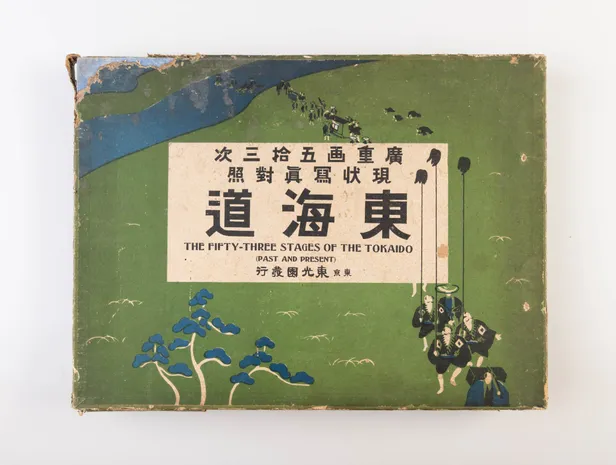 廣重画五拾三次
現状寫眞對照
東海道
THE FIFTY-THREE STAGES OF THE TOKAIDO
(PAST AND PRESENT)
東京 東光園發行